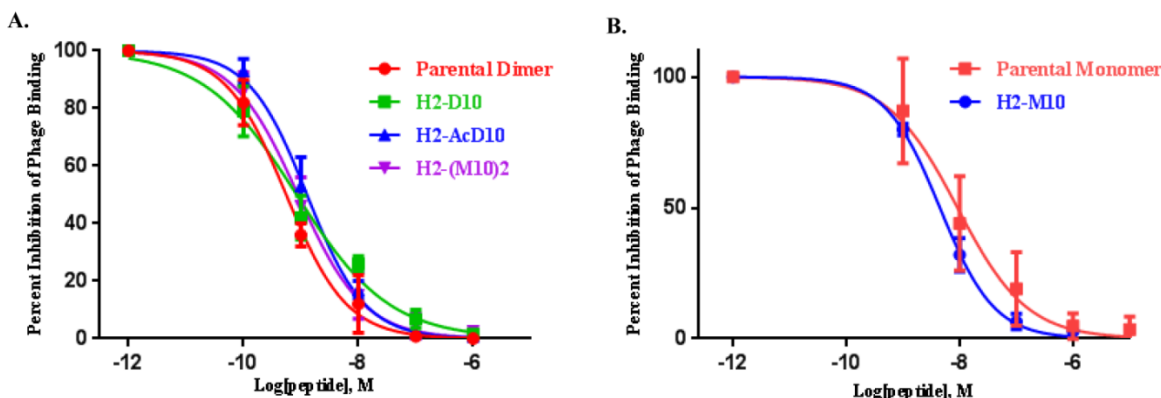 A.
Percent Inhibition of Phage Binding
100
80
60
40
20
0
-12
-10
-8
-6
Log[peptide], M
Parental Dimer
H2-D10
H2-AcD10
H2-(M10)2
B.
Percent Inhibition of Phage Binding
100
50
0
-12
-10
-8
-6
Log[peptide], M
Parental Monomer
H2-M10